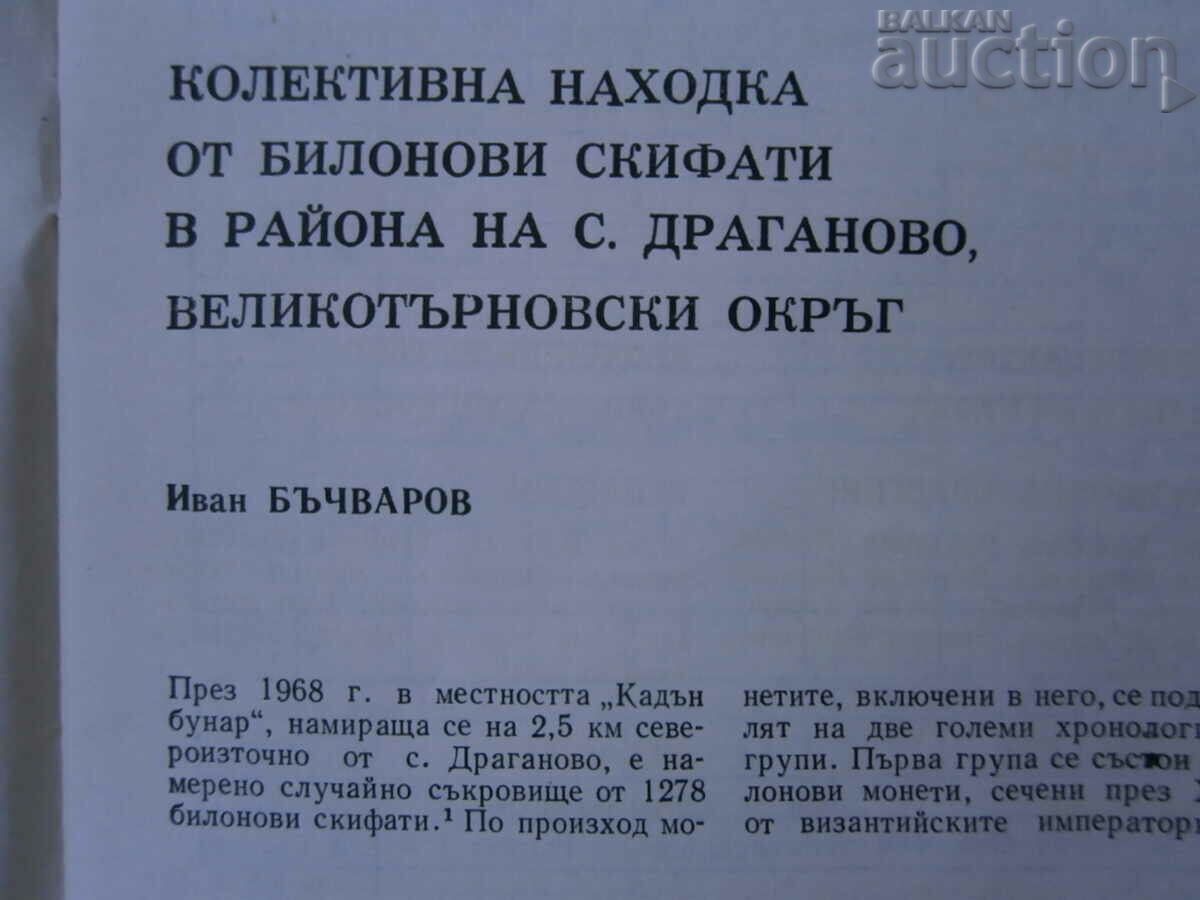 BALKAN
auction
КОЛЕКТИВНА НАХОДКА
ОТ БИЛОНОВИ СКИФАТИ
В РАЙОНА НА С. ДРАГАНОВО,
ВЕЛИКОТЪРНОВСКИ ОКРЪГ
Иван БЪЧВАРОВ
През 1968 г. в местността „Кадън
бунар“, намираща се на 2,5 км севе-
роизточно от с. Драганово, е на-
мерено случайно съкровище от 1278
билонови скифати.¹ По произход мо-
нетите, включени в него, се под
лят на две големи хронологи
групи. Първа група се състои
лонови монети, сечени през
от византийските император